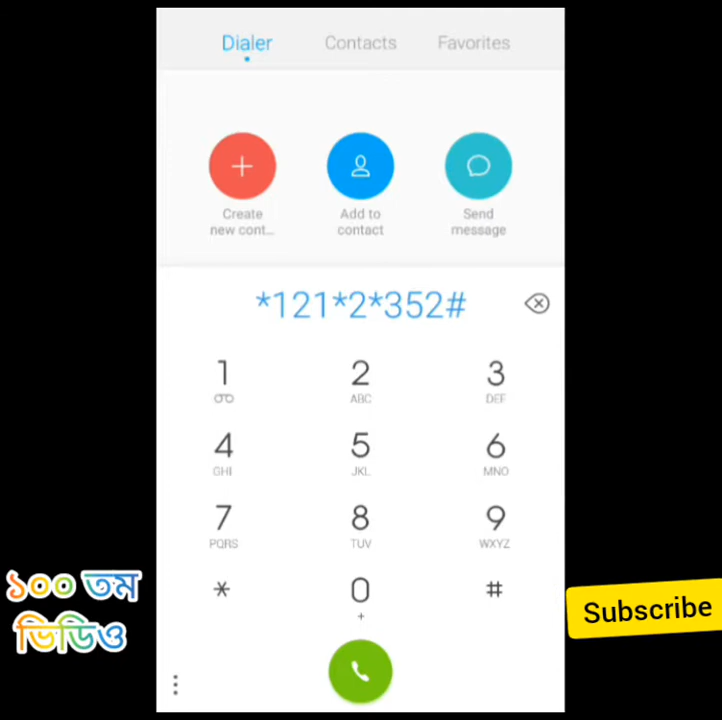 Dialer Contacts Favorites
Create
new cont...
Add to
contact
Send
message
*121*2*352#
1 2 3
ABC DEF
4 5 6
GHI JKL MNO
7 8 9
PQRS TUV WXYZ
* 0 #
+
১০০ তম
ভিডিও
Subscribe